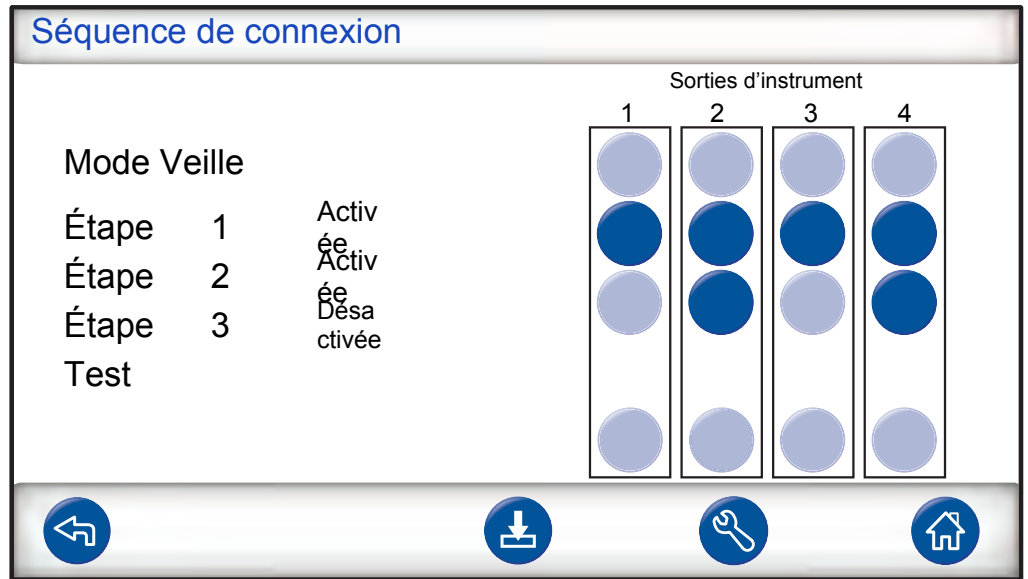 Séquence de connexion
Sorties d’instrument
1 2 3 4
Mode Veille
Étape 1 Activ
ée
Étape 2 Activ
ée
Étape 3 Désa
ctivée
Test